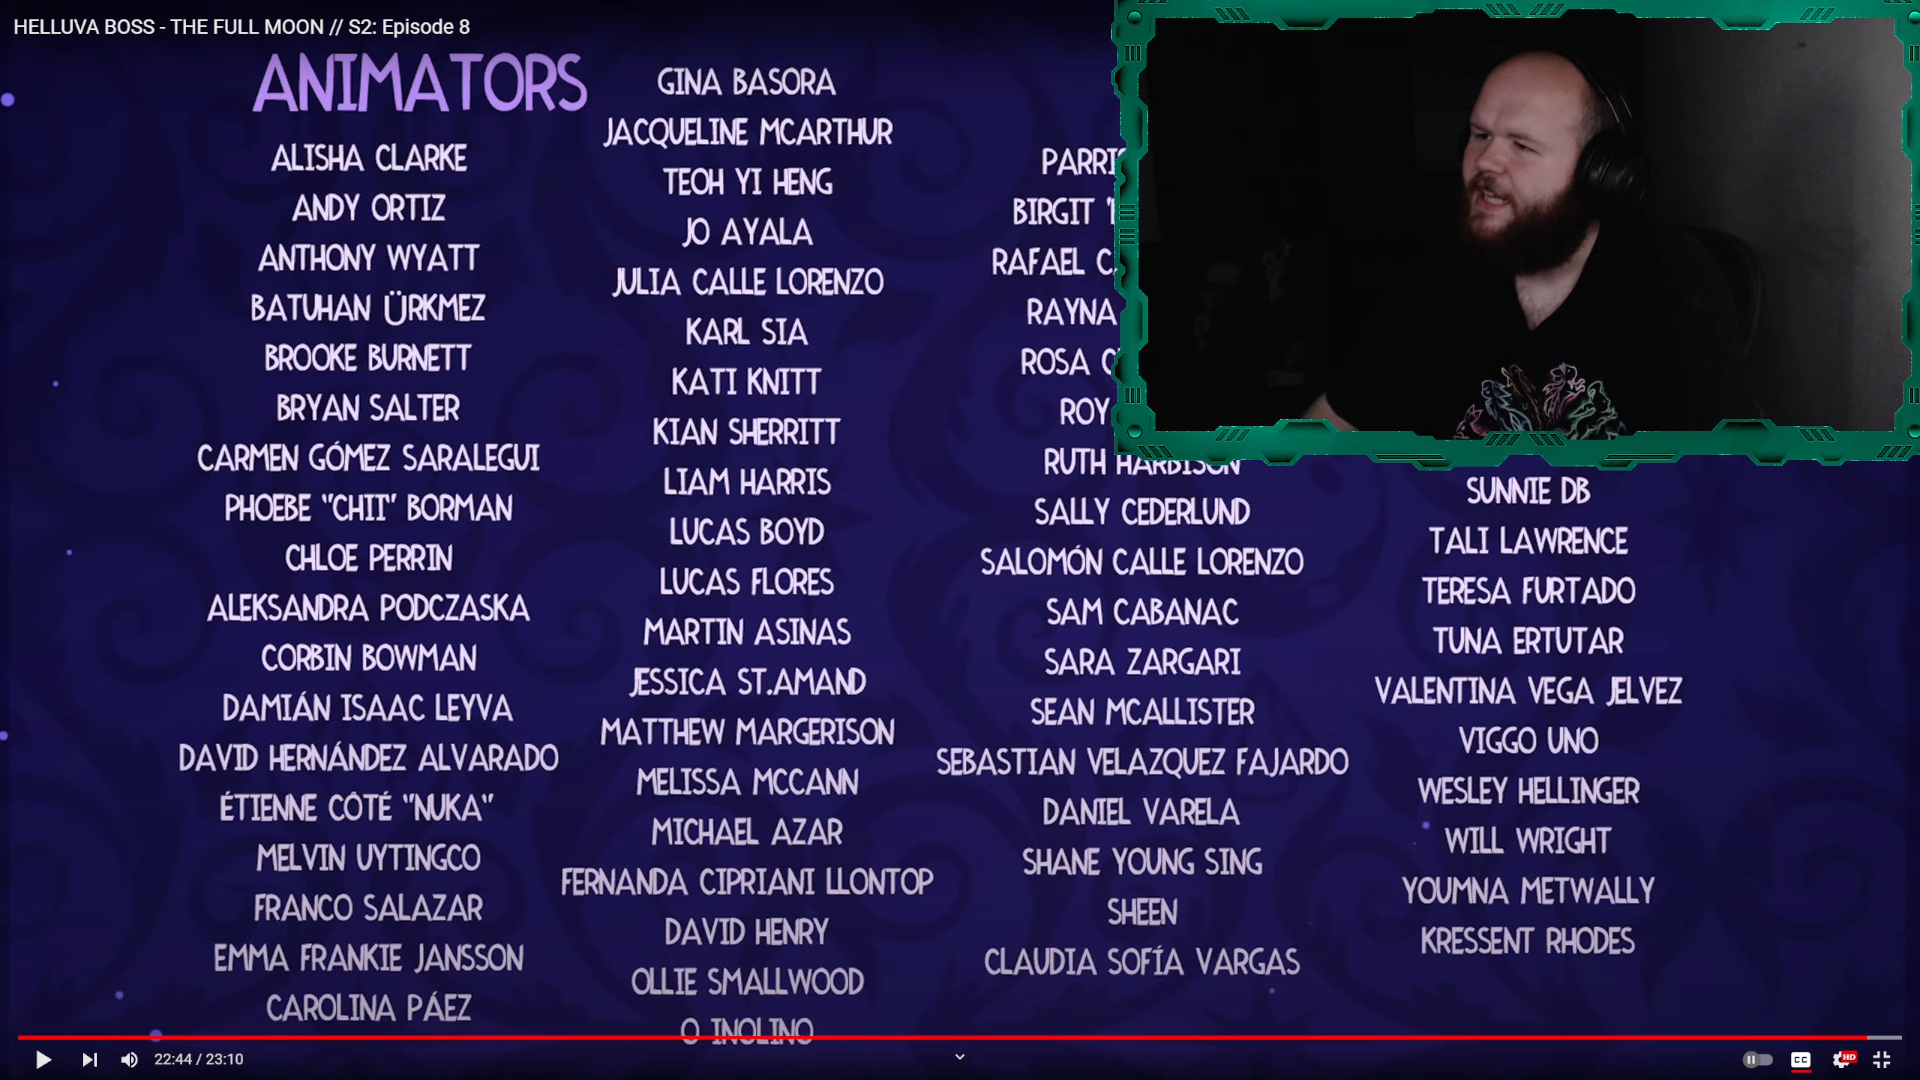 HELLUVA BOSS - THE FULL MOON // S2: Episode 8
ANIMATORS
ALISHA CLARKE
ANDY ORTIZ
ANTHONY WYATT
BATUHAN ÜRKMEZ
BROOKE BURNETT
BRYAN SALTER
CARMEN GÓMEZ SARALEGUI
PHOEBE "CHII" BORMAN
CHLOE PERRIN
ALEKSANDRA PODCZASKA
CORBIN BOWMAN
DAMIÁN ISAAC LEYVA
DAVID HERNÁNDEZ ALVARADO
ÉTIENNE CÔTÉ "NUKA"
MELVIN UYTINGCO
FRANCO SALAZAR
EMMA FRANKIE JANSSON
CAROLINA PÁEZ
GINA BASORA
JACQUELINE MCARTHUR
TEOH YI HENG
JO AYALA
JULIA CALLE LORENZO
KARL SIA
KATI KNITT
KIAN SHERRITT
LIAM HARRIS
LUCAS BOYD
LUCAS FLORES
MARTIN ASINAS
JESSICA ST.AMAND
MATTHEW MARGERISON
MELISSA MCCANN
MICHAEL AZAR
FERNANDA CIPRIANI LLONTOP
DAVID HENRY
OLLIE SMALLWOOD
BIRGIT
RAFAEL
RAYNA
ROSA
ROY
RUTH HARBISON
SALLY CEDERLUND
SALOMÓN CALLE LORENZO
SAM CABANAC
SARA ZARGARI
SEAN MCALLISTER
SEBASTIAN VELAZQUEZ FAJARDO
DANIEL VARELA
SHANE YOUNG SING
SHEEN
CLAUDIA SOFÍA VARGAS
SUNNIE DB
TALI LAWRENCE
TERESA FURTADO
TUNA ERTUTAR
VALENTINA VEGA JELVEZ
VIGGO UNO
WESLEY HELLINGER
WILL WRIGHT
YOUMNA METWALLY
KRESSENT RHODES
22:44 / 23:10
CC
HD